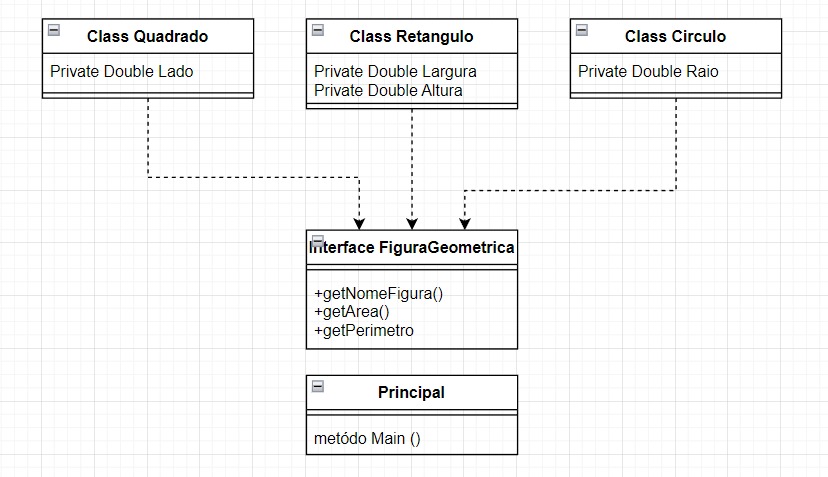 Class Quadrado
Private Double Lado
Class Retangulo
Private Double Largura
Private Double Altura
Class Circulo
Private Double Raio
Interface FiguraGeometrica
+getNomeFigura()
+getArea()
+getPerimetro
Principal
metódo Main ()